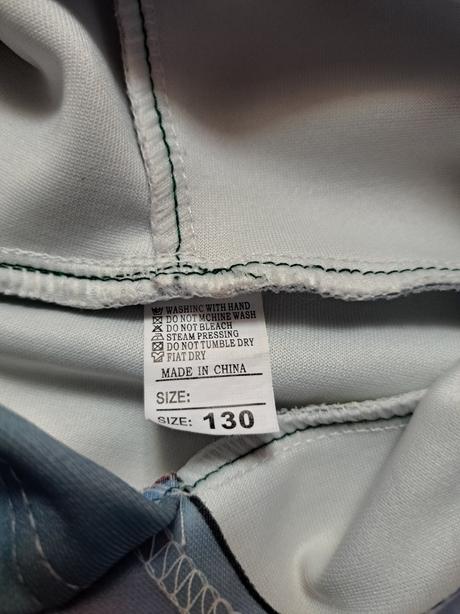 WASHINC WITH HAND
DO NOT MCHINE WASH
DO NOT BLEACH
STEAM PRESSING
DO NOT TUMBLE DRY
FIAT DRY
MADE IN CHINA
SIZE:
SIZE: 130